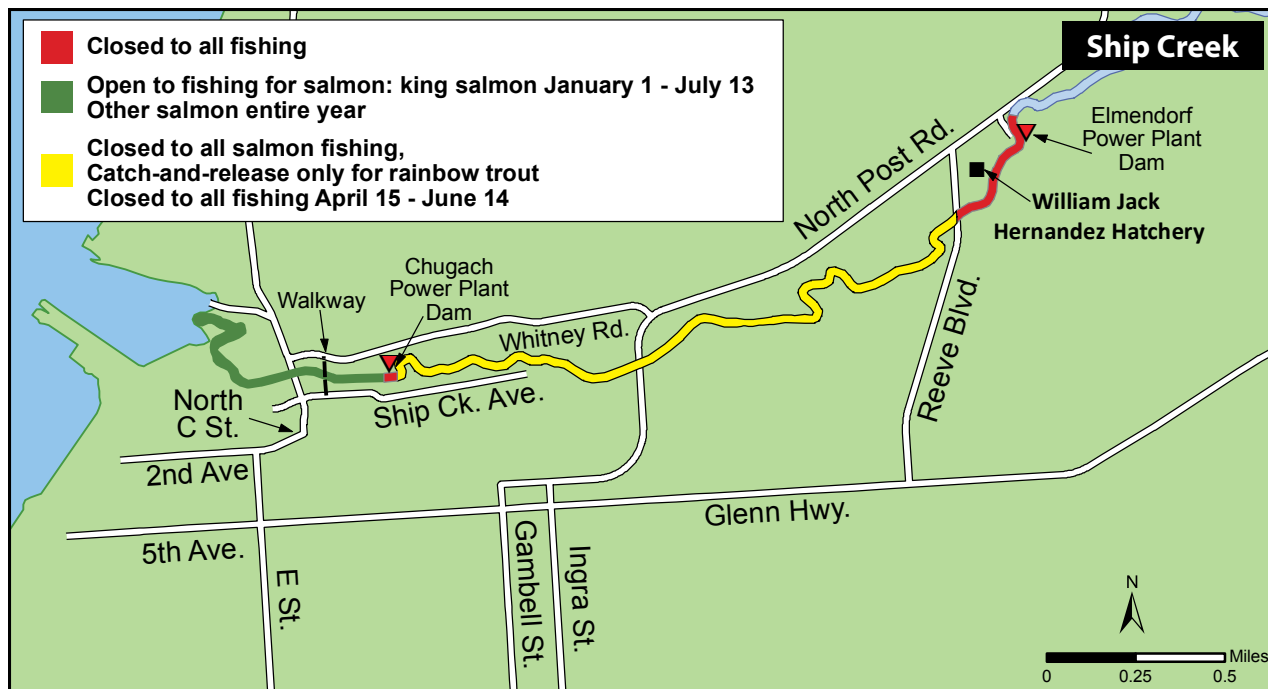 Ship Creek
Closed to all fishing
Open to fishing for salmon: king salmon January 1 - July 13
Other salmon entire year
Closed to all salmon fishing,
Catch-and-release only for rainbow trout
Closed to all fishing April 15 - June 14
Elmendorf
Power Plant
Dam
North Post Rd.
William Jack
Hernandez Hatchery
Chugach
Power Plant
Dam
Walkway
Whitney Rd.
Reeve Blvd.
North
C St.
Ship Ck. Ave.
2nd Ave
Glenn Hwy.
5th Ave.
E St.
Gambell St.
Ingra St.
N
Miles
0 0.25 0.5